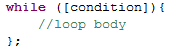 while ([condition]){
//loop body
};